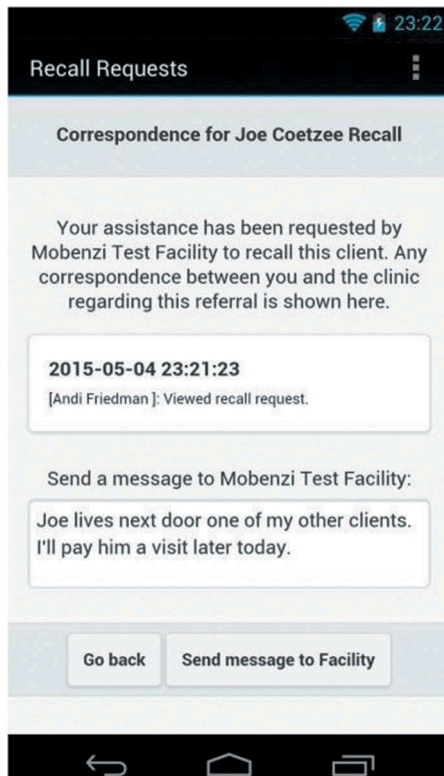 23:22
Recall Requests
Correspondence for Joe Coetzee Recall
Your assistance has been requested by
Mobenzi Test Facility to recall this client. Any
correspondence between you and the clinic
regarding this referral is shown here.
2015-05-04 23:21:23
[Andi Friedman ]: Viewed recall request.
Send a message to Mobenzi Test Facility:
Joe lives next door one of my other clients.
I'll pay him a visit later today.
Go back Send message to Facility